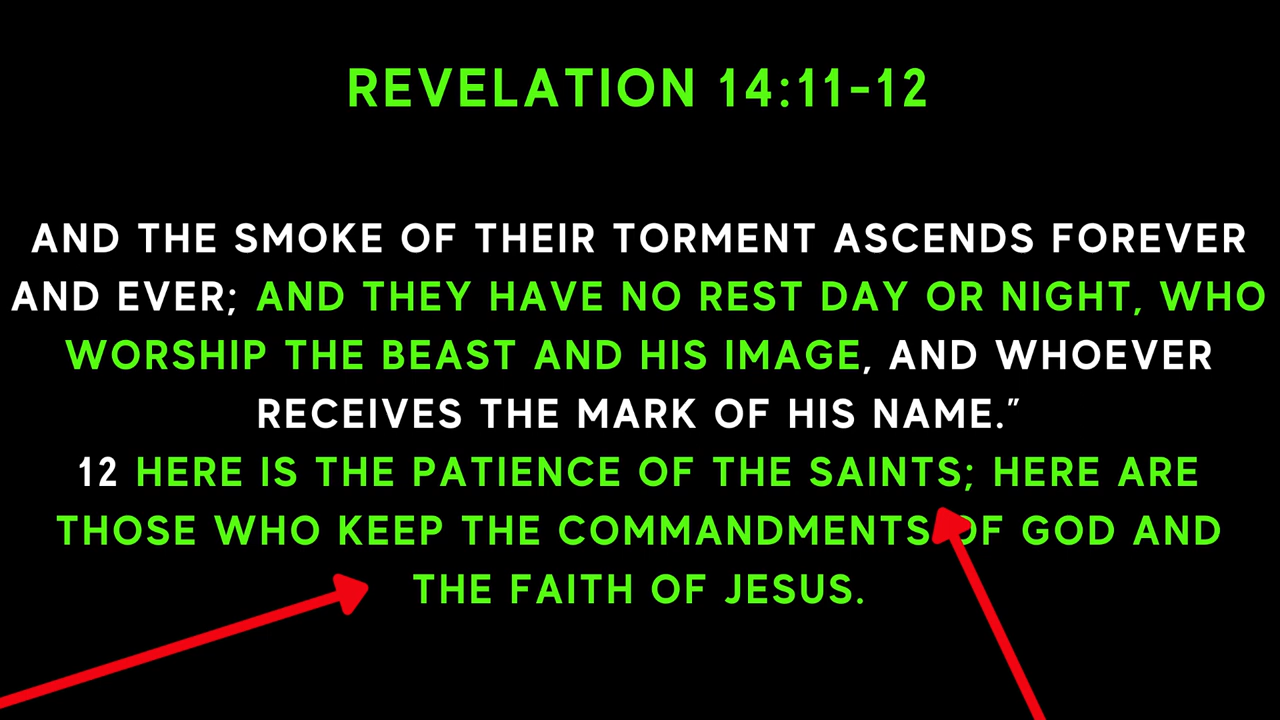 REVELATION 14:11-12
AND THE SMOKE OF THEIR TORMENT ASCENDS FOREVER
AND EVER; AND THEY HAVE NO REST DAY OR NIGHT, WHO
WORSHIP THE BEAST AND HIS IMAGE, AND WHOEVER
RECEIVES THE MARK OF HIS NAME.”
12 HERE IS THE PATIENCE OF THE SAINTS; HERE ARE
THOSE WHO KEEP THE COMMANDMENTS OF GOD AND
THE FAITH OF JESUS.